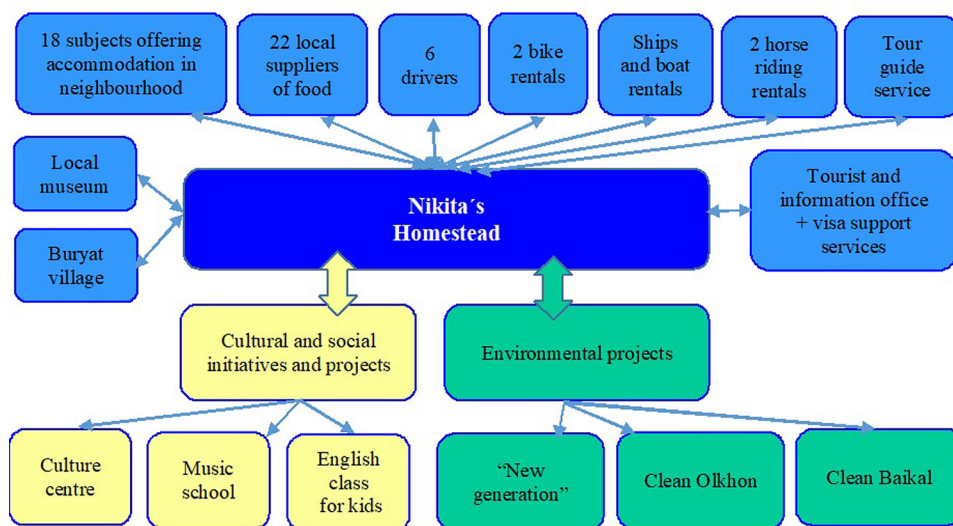 18 subjects offering
accommodation in
neighbourhood
22 local
suppliers
of food
6
drivers
2 bike
rentals
Ships
and boat
rentals
2 horse
riding
rentals
Tour
guide
service
Local
museum
Nikita´s
Homestead
Tourist and
information office
+ visa support
services
Buryat
village
Cultural and social
initiatives and projects
Environmental projects
Culture
centre
Music
school
English
class
for kids
“New
generation”
Clean Olkhon
Clean Baikal